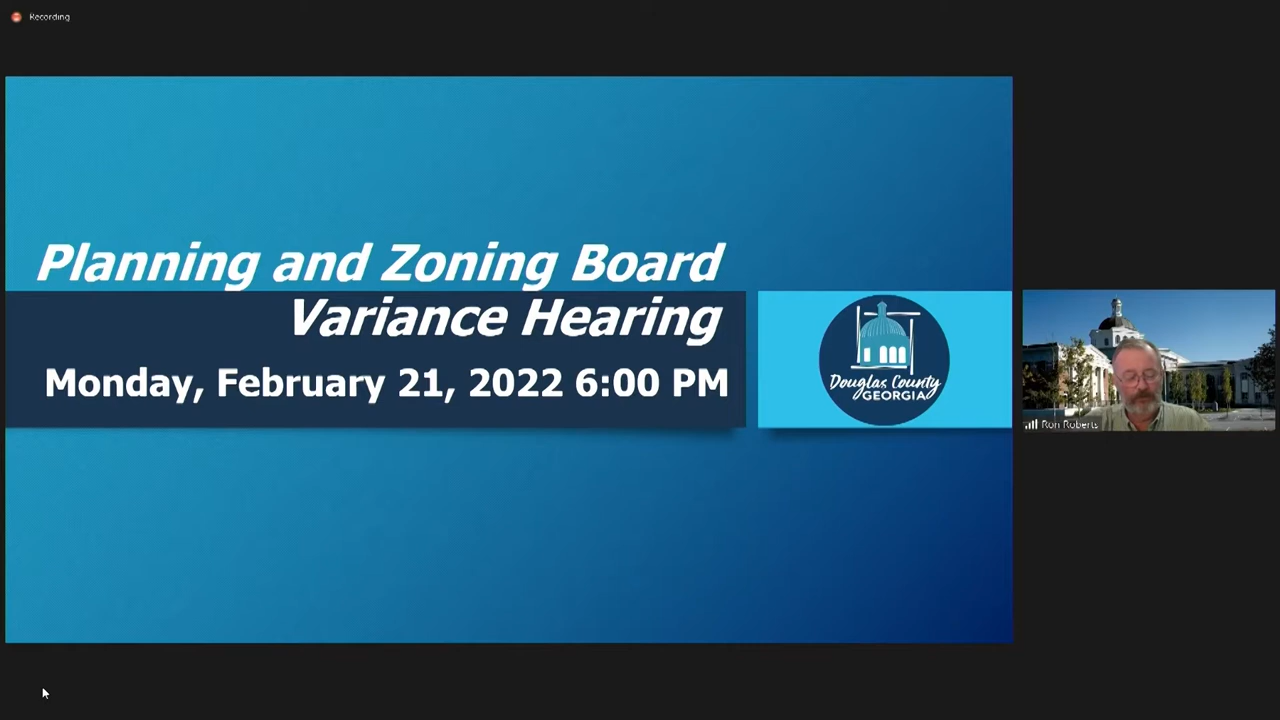 Recording
Planning and Zoning Board
Variance Hearing
Monday, February 21, 2022 6:00 PM
Douglas County
GEORGIA
Ron Roberts